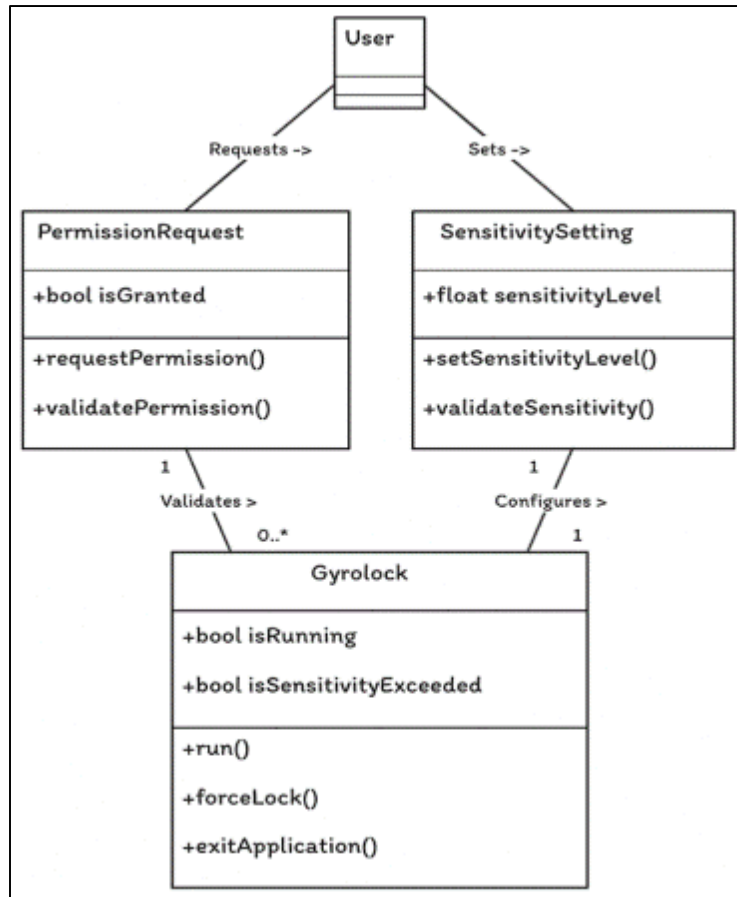 User
Requests ->
Sets ->
PermissionRequest
+bool isGranted
+requestPermission()
+validatePermission()
SensitivitySetting
+float sensitivityLevel
+setSensitivityLevel()
+validateSensitivity()
1
Validates >
0..*
1
Configures >
1
Gyrolock
+bool isRunning
+bool isSensitivityExceeded
+run()
+forceLock()
+exitApplication()